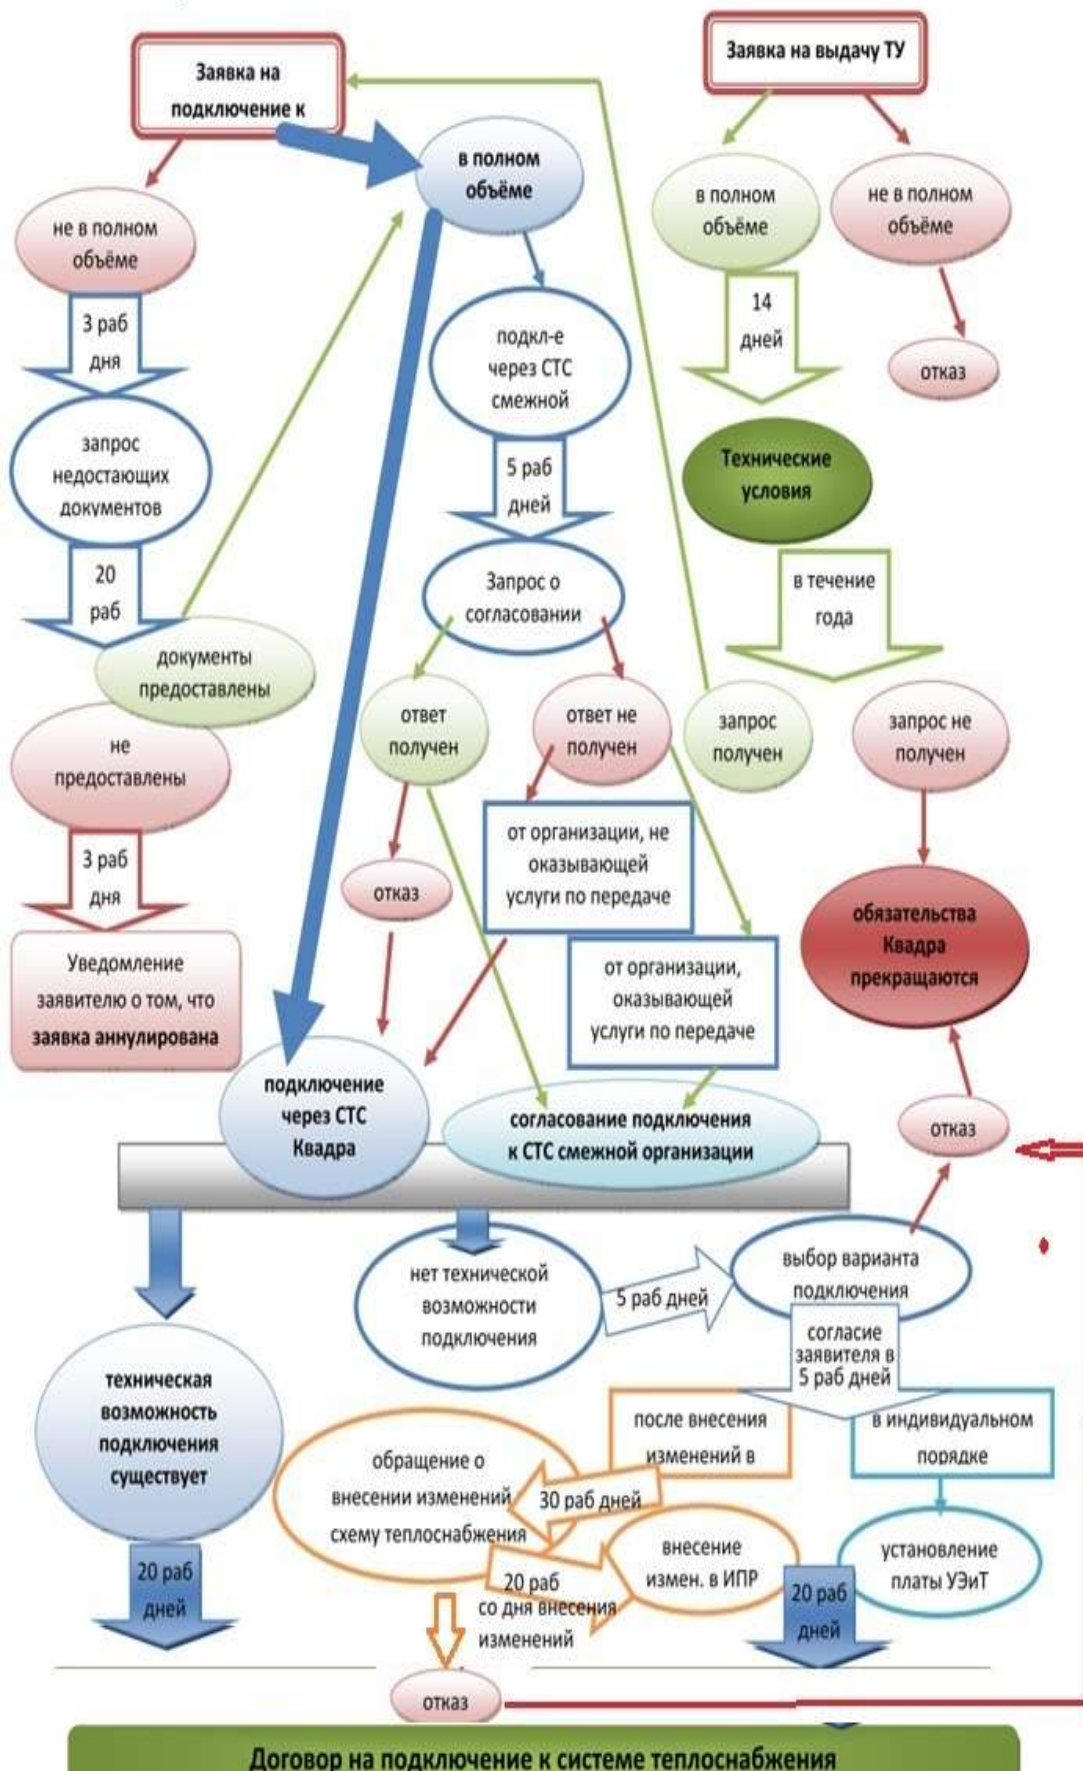 Заявка на
подключение к
Заявка на выдачу ТУ
в полном
объёме
не в полном
объёме
в полном
объёме
не в полном
объёме
3 раб
дня
подкл-е
через СТС
смежной
14
дней
отказ
запрос
недостающих
документов
5 раб
дней
Технические
условия
20
раб
Запрос о
согласовании
в течение
года
документы
предоставлены
не
предоставлены
ответ
получен
ответ не
получен
запрос
получен
запрос не
получен
3 раб
дня
отказ
от организации, не
оказывающей
услуги по передаче
обязательства
Квадра
прекращаются
Уведомление
заявителю о том, что
заявка аннулирована
от организации,
оказывающей
услуги по передаче
подключение
через СТС
Квадра
согласование подключения
к СТС смежной организации
отказ
нет технической
возможности
подключения
5 раб дней
выбор варианта
подключения
согласие
заявителя в
5 раб дней
техническая
возможность
подключения
существует
после внесения
изменений в
в индивидуальном
порядке
обращение о
внесении изменений
схему теплоснабжения
30 раб дней
внесение
измен. в ИПР
установление
платы УЭиТ
20 раб
дней
20 раб
со дня внесения
изменений
20 раб
дней
отказ
Договор на подключение к системе теплоснабжения